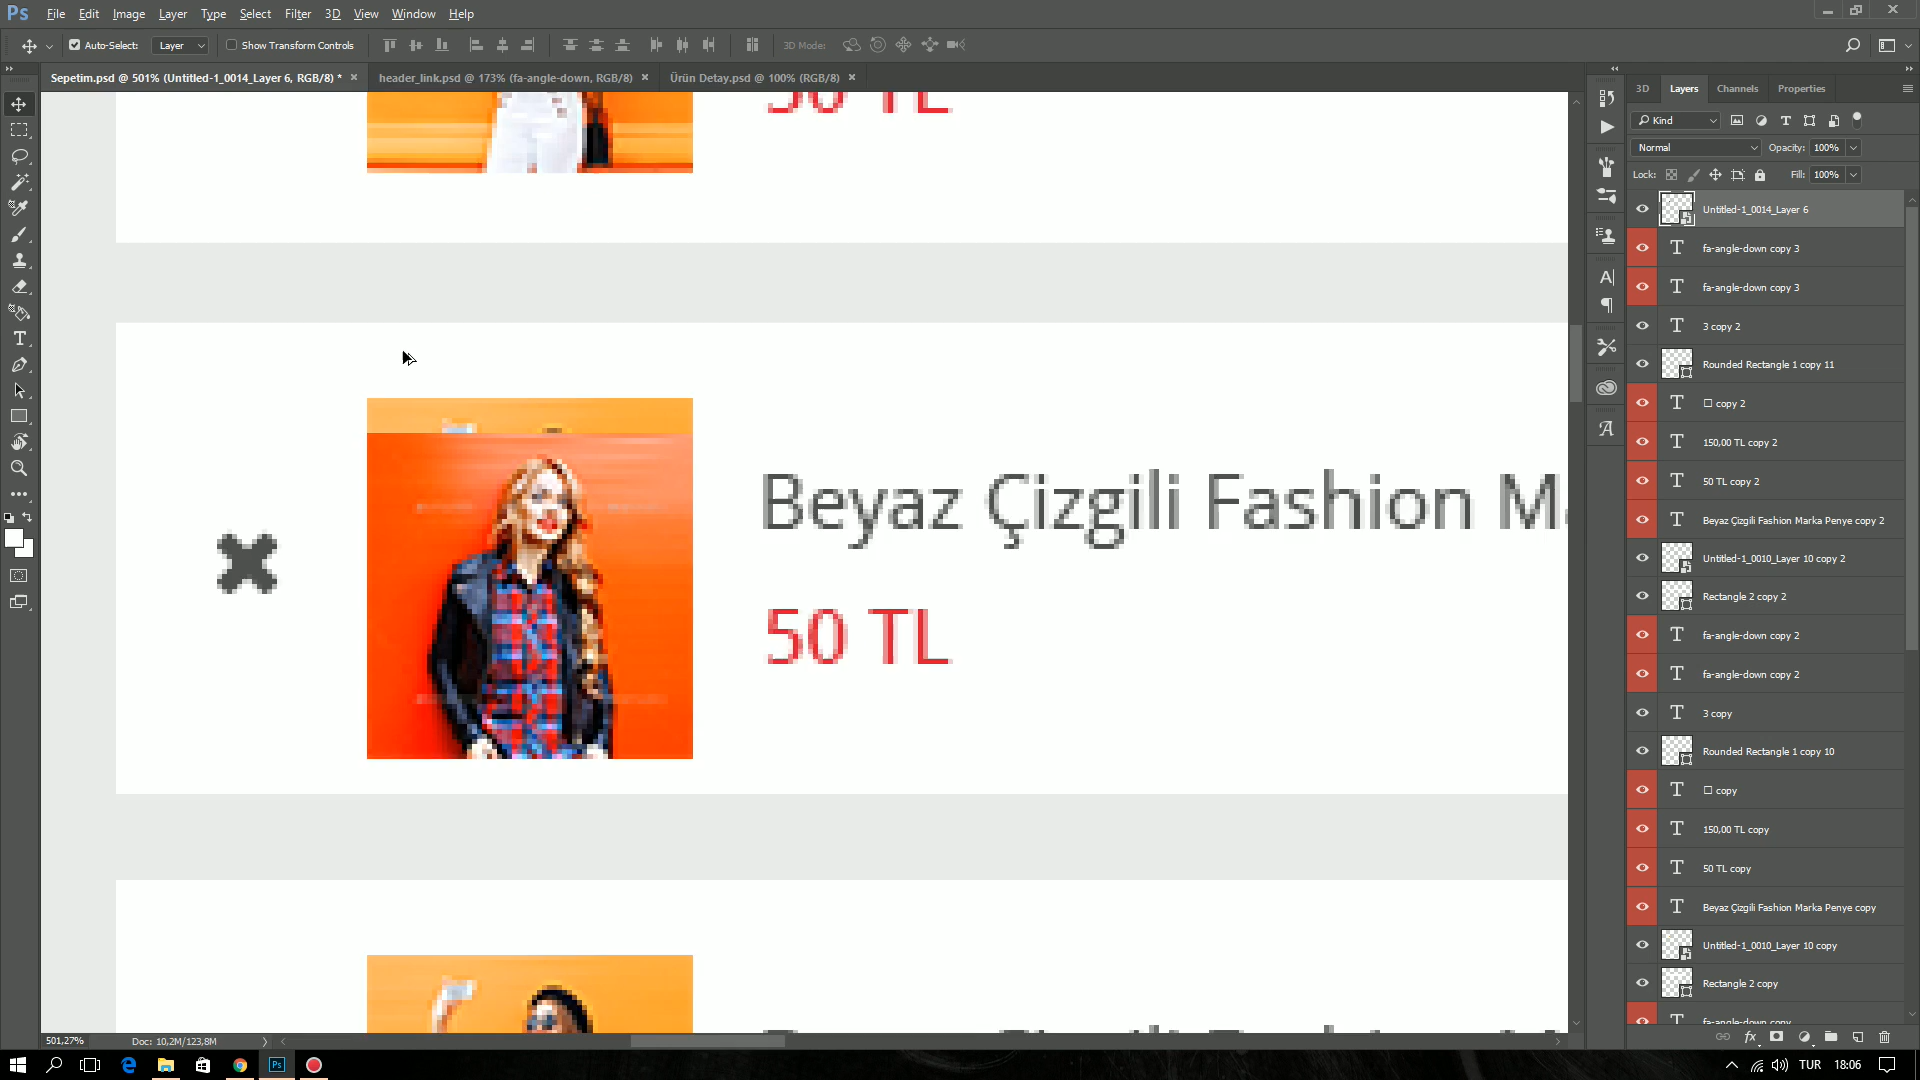 Ps File Edit Image Layer Type Select Filter 3D View Window Help
Auto-Select: Layer Show Transform Controls 3D Mode:
Sepetim.psd @ 501% (Untitled-1_0014_Layer 6, RGB/8) * × header_link.psd @ 173% (fa-angle-down, RGB/8) × Ürün Detay.psd @ 100% (RGB/8) ×
50 TL
Beyaz Çizgili Fashion
50 TL
501,27% Doc: 10,2M/123,8M
3D Layers Channels Properties
Kind
Normal Opacity: 100%
Lock: Fill: 100%
Untitled-1_0014_Layer 6
fa-angle-down copy 3
fa-angle-down copy 3
3 copy 2
Rounded Rectangle 1 copy 11
☐ copy 2
150,00 TL copy 2
50 TL copy 2
Beyaz Çizgili Fashion Marka Penye copy 2
Untitled-1_0010_Layer 10 copy 2
Rectangle 2 copy 2
fa-angle-down copy 2
fa-angle-down copy 2
3 copy
Rounded Rectangle 1 copy 10
☐ copy
150,00 TL copy
50 TL copy
Beyaz Çizgili Fashion Marka Penye copy
Untitled-1_0010_Layer 10 copy
Rectangle 2 copy
fa-angle-down copy
fx
Ps TUR 18:06